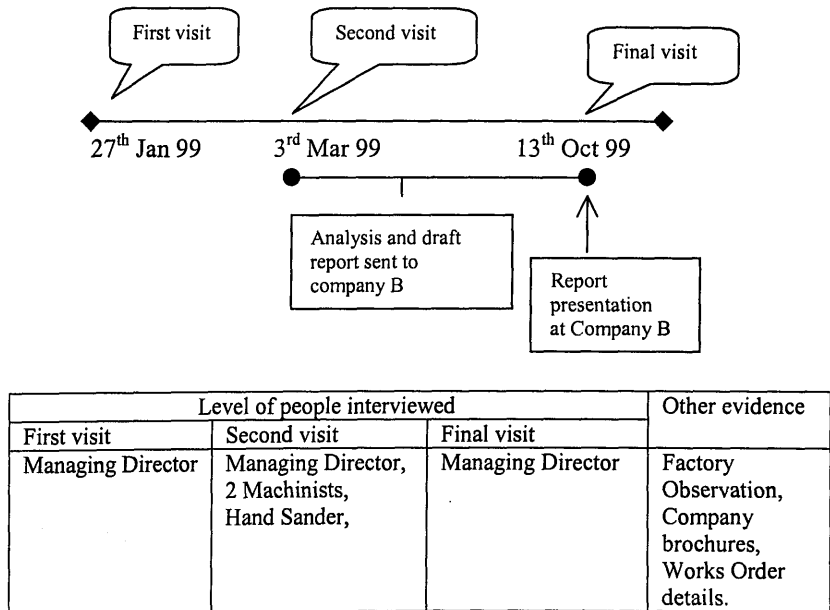 First visit
Second visit
Final visit
27th Jan 99
3rd Mar 99
13th Oct 99
Analysis and draft
report sent to
company B
Report
presentation
at Company B
Level of people interviewed
Other evidence
First visit
Second visit
Final visit
Managing Director
Managing Director,
2 Machinists,
Hand Sander,
Managing Director
Factory
Observation,
Company
brochures,
Works Order
details.